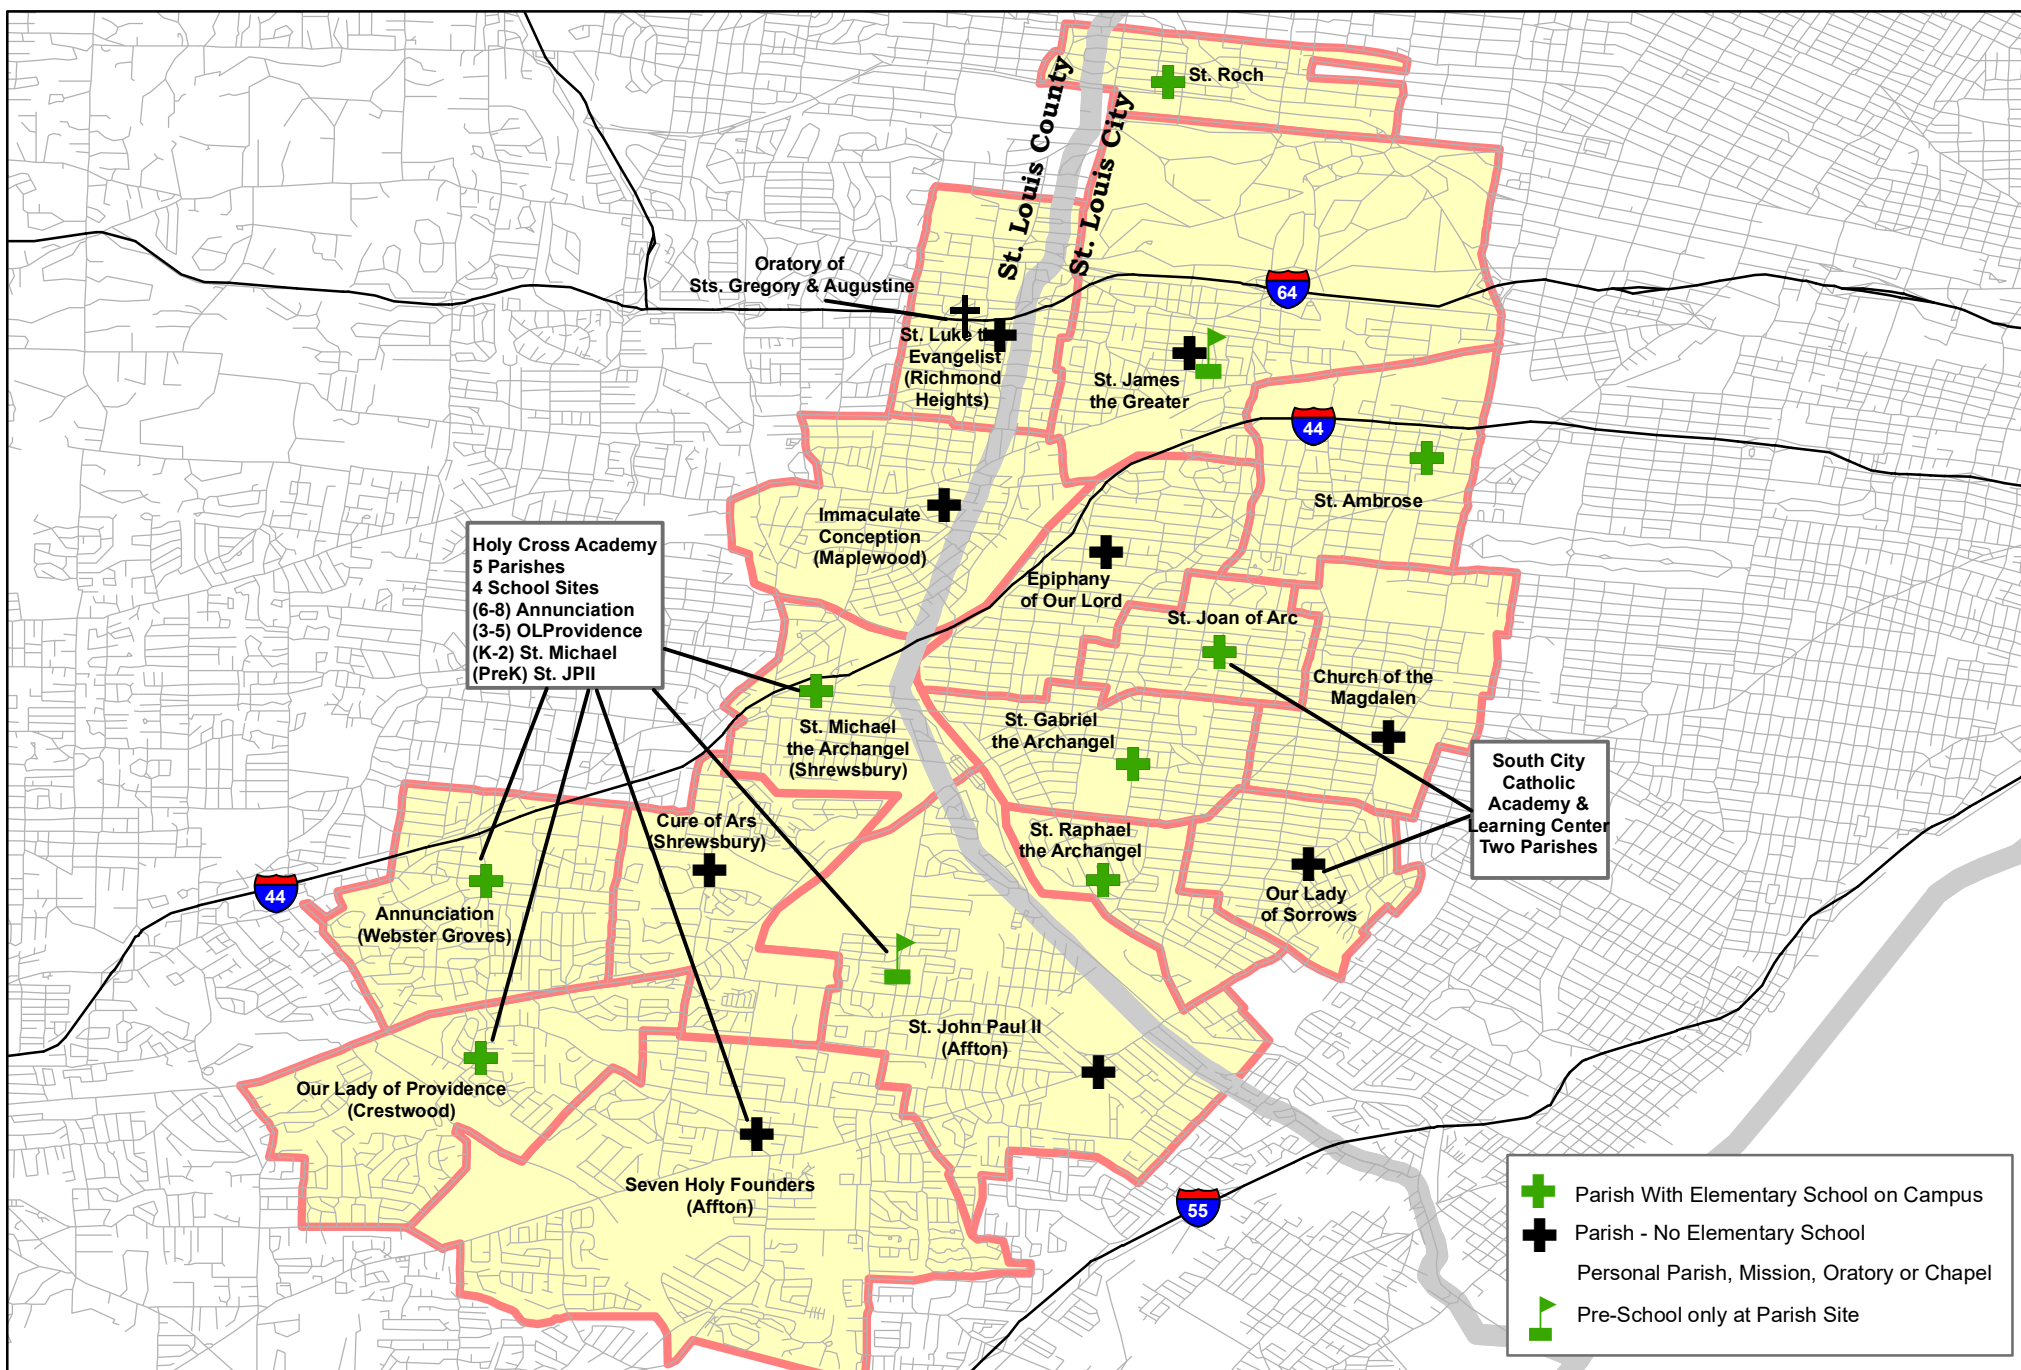 St. Roch
St. Louis County
St. Louis City
Oratory of
Sts. Gregory & Augustine
64
St. Luke the
Evangelist
(Richmond
Heights)
St. James
the Greater
44
St. Ambrose
Immaculate
Conception
(Maplewood)
Holy Cross Academy
5 Parishes
4 School Sites
(6-8) Annunciation
(3-5) OLProvidence
(K-2) St. Michael
(PreK) St. JPII
Epiphany
of Our Lord
St. Joan of Arc
Church of the
Magdalen
St. Michael
the Archangel
(Shrewsbury)
St. Gabriel
the Archangel
South City
Catholic
Academy &
Learning Center
Two Parishes
Cure of Ars
(Shrewsbury)
St. Raphael
the Archangel
44
Annunciation
(Webster Groves)
Our Lady
of Sorrows
St. John Paul II
(Affton)
Our Lady of Providence
(Crestwood)
Seven Holy Founders
(Affton)
55
Parish With Elementary School on Campus
Parish - No Elementary School
Personal Parish, Mission, Oratory or Chapel
Pre-School only at Parish Site